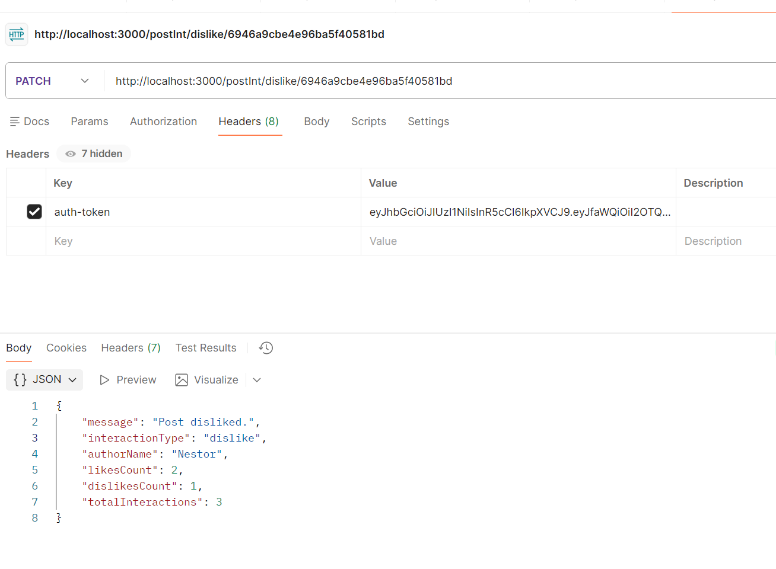 HTTP http://localhost:3000/postInt/dislike/6946a9cbe4e96ba5f40581bd
PATCH http://localhost:3000/postInt/dislike/6946a9cbe4e96ba5f40581bd
Docs Params Authorization Headers (8) Body Scripts Settings
Headers 7 hidden
Key Value Description
auth-token eyJhbGciOiJIUzI1NiIsInR5cCI6IkpXVCJ9.eyJfaWQiOiI2OTQ...
Key Value Description
Body Cookies Headers (7) Test Results
{} JSON Preview Visualize
1 {
2 "message": "Post disliked.",
3 "interactionType": "dislike",
4 "authorName": "Nestor",
5 "likesCount": 2,
6 "dislikesCount": 1,
7 "totalInteractions": 3
8 }